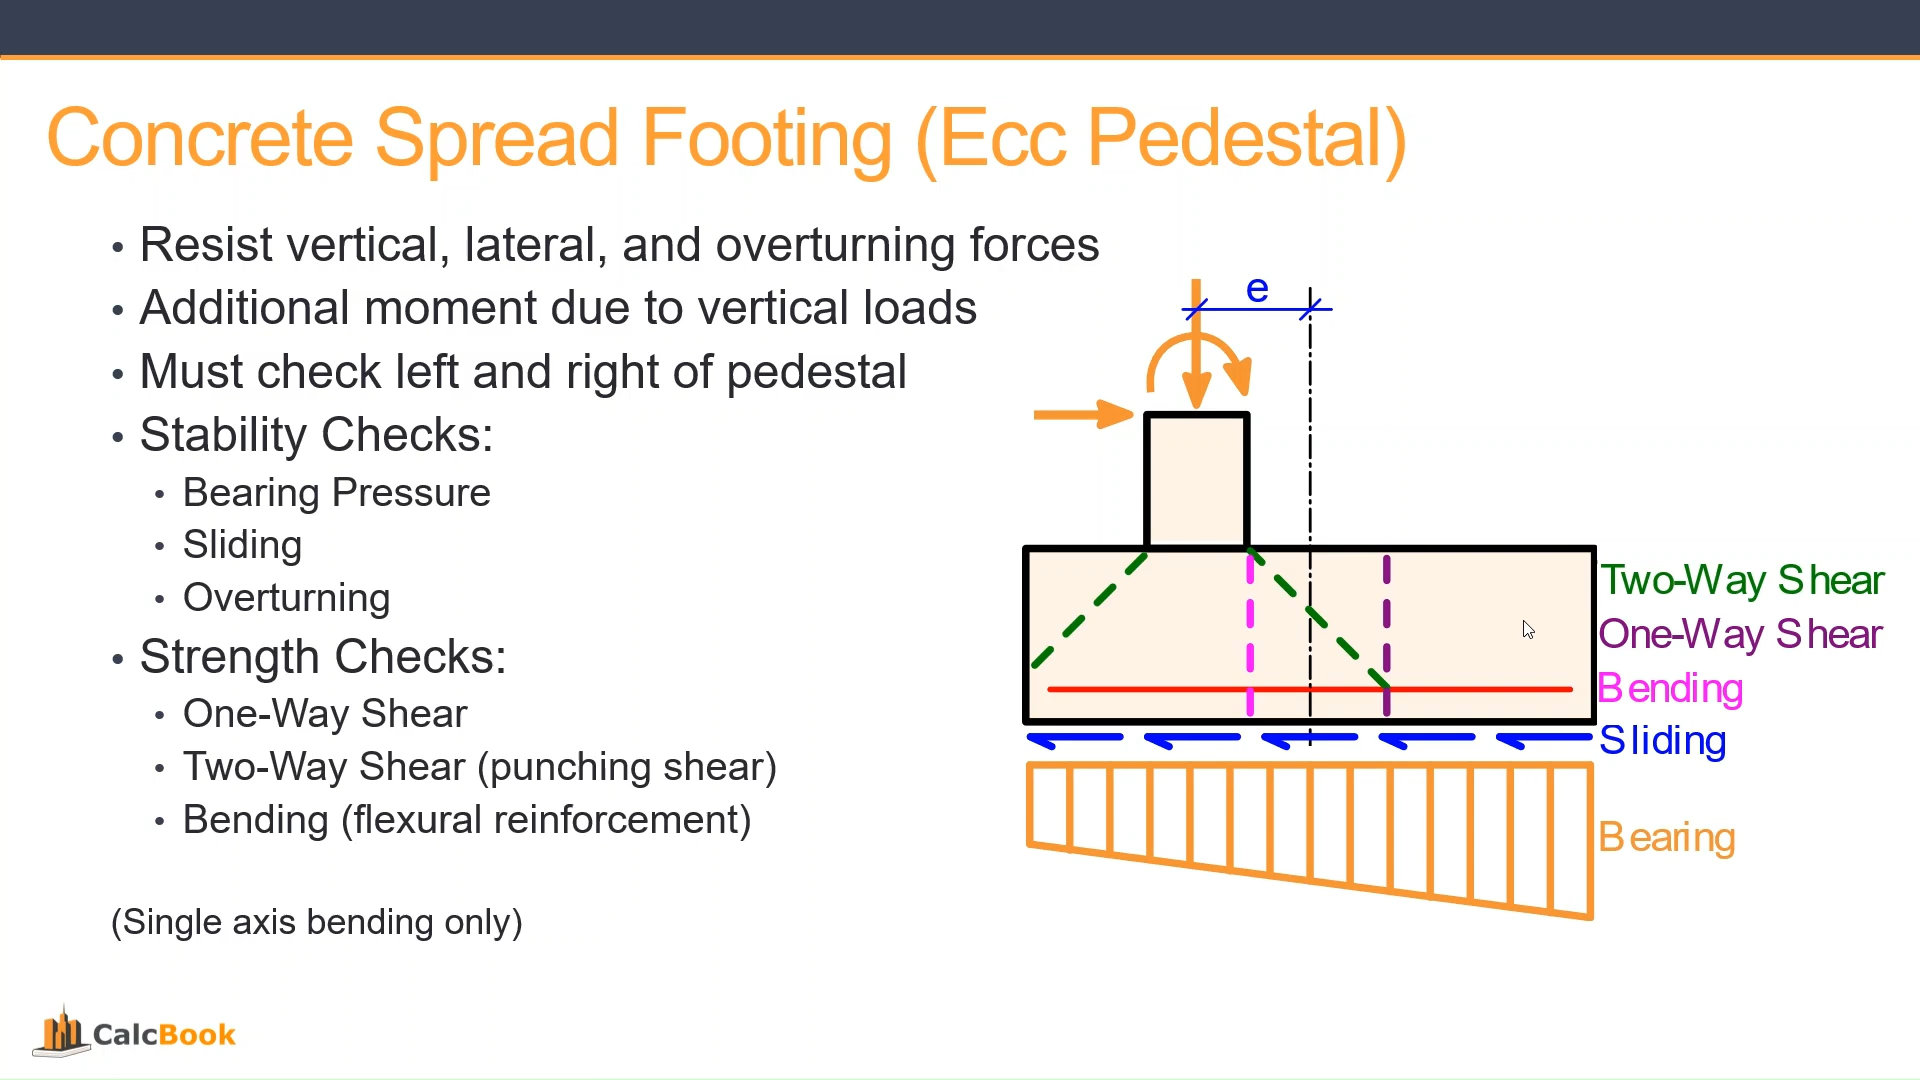 Concrete Spread Footing (Ecc Pedestal)
• Resist vertical, lateral, and overturning forces
• Additional moment due to vertical loads
• Must check left and right of pedestal
• Stability Checks:
• Bearing Pressure
• Sliding
• Overturning
• Strength Checks:
• One-Way Shear
• Two-Way Shear (punching shear)
• Bending (flexural reinforcement)
(Single axis bending only)
e
Two-Way Shear
One-Way Shear
Bending
Sliding
Bearing
CalcBook